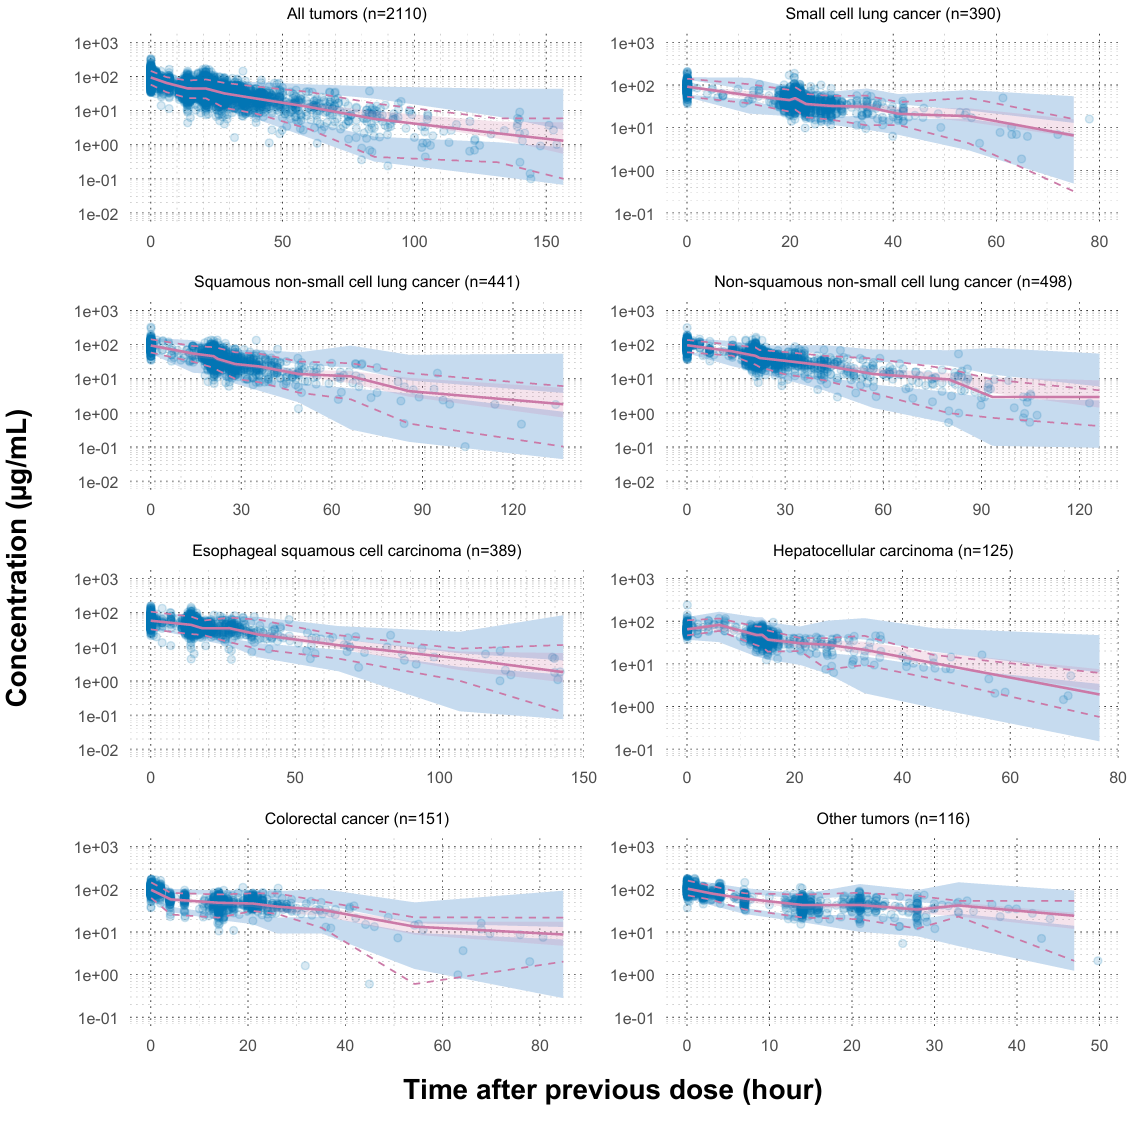 All tumors (n=2110)
1e+03
1e+02
1e+01
1e+00
1e-01
1e-02
0 50 100 150
Small cell lung cancer (n=390)
1e+03
1e+02
1e+01
1e+00
1e-01
0 20 40 60 80
Squamous non-small cell lung cancer (n=441)
1e+03
1e+02
1e+01
1e+00
1e-01
1e-02
0 30 60 90 120
Non-squamous non-small cell lung cancer (n=498)
1e+03
1e+02
1e+01
1e+00
1e-01
1e-02
0 30 60 90 120
Esophageal squamous cell carcinoma (n=389)
1e+03
1e+02
1e+01
1e+00
1e-01
1e-02
0 50 100 150
Hepatocellular carcinoma (n=125)
1e+03
1e+02
1e+01
1e+00
1e-01
0 20 40 60 80
Colorectal cancer (n=151)
1e+03
1e+02
1e+01
1e+00
1e-01
0 20 40 60 80
Other tumors (n=116)
1e+03
1e+02
1e+01
1e+00
1e-01
0 10 20 30 40 50
Concentration (μg/mL)
Time after previous dose (hour)